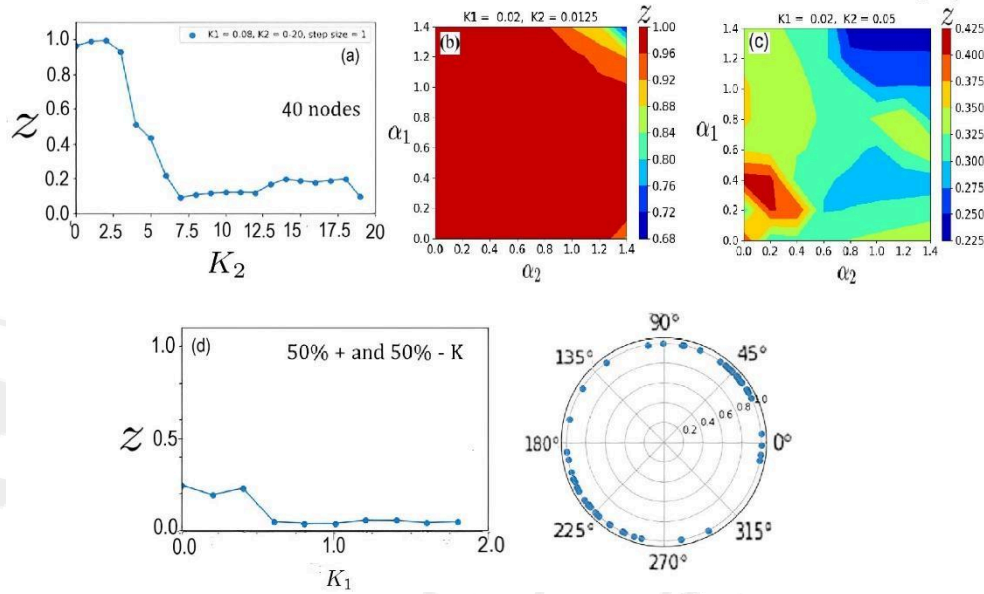 K1 = 0.08, K2 = 0-20, step size = 1
(a)
40 nodes
z
1.0
0.8
0.6
0.4
0.2
0.0
0 2.5 5 7.5 10 12.5 15 17.5 20
K₂
K1 = 0.02, K2 = 0.0125
z
(b)
α₁
1.4
1.2
1.0
0.8
0.6
0.4
0.2
0.0
0.0 0.2 0.4 0.6 0.8 1.0 1.2 1.4
α₂
1.00
0.96
0.92
0.88
0.84
0.80
0.76
0.72
0.68
K1 = 0.02, K2 = 0.05
z
(c)
α₁
1.4
1.2
1.0
0.8
0.6
0.4
0.2
0.0
0.0 0.2 0.4 0.6 0.8 1.0 1.2 1.4
α₂
0.425
0.400
0.375
0.350
0.325
0.300
0.275
0.250
0.225
(d)
50% + and 50% - K
z
1.0
0.5
0.0
0.0 1.0 2.0
K₁
90°
135° 45°
180° 0.2 0.4 0.6 0.8 1.0 0°
225° 315°
270°